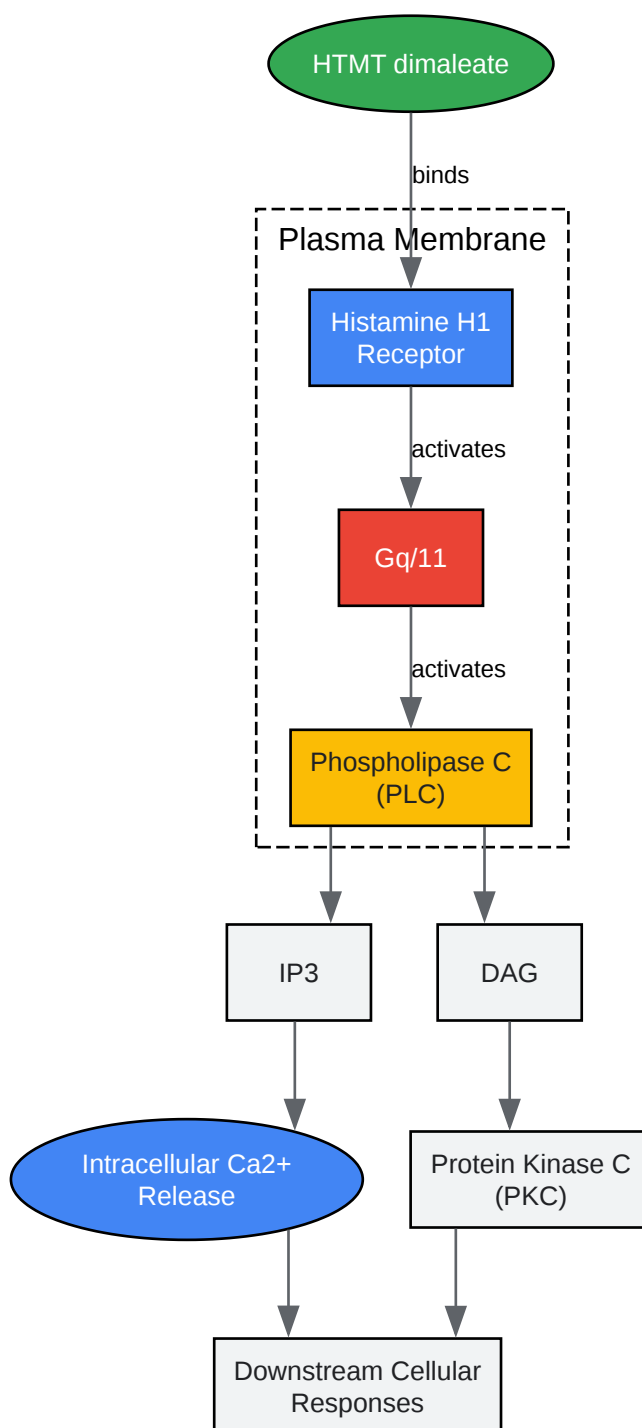 HTMT dimaleate
binds
Plasma Membrane
Histamine H1
Receptor
activates
Gq/11
activates
Phospholipase C
(PLC)
IP3
DAG
Intracellular Ca2+
Release
Protein Kinase C
(PKC)
Downstream Cellular
Responses